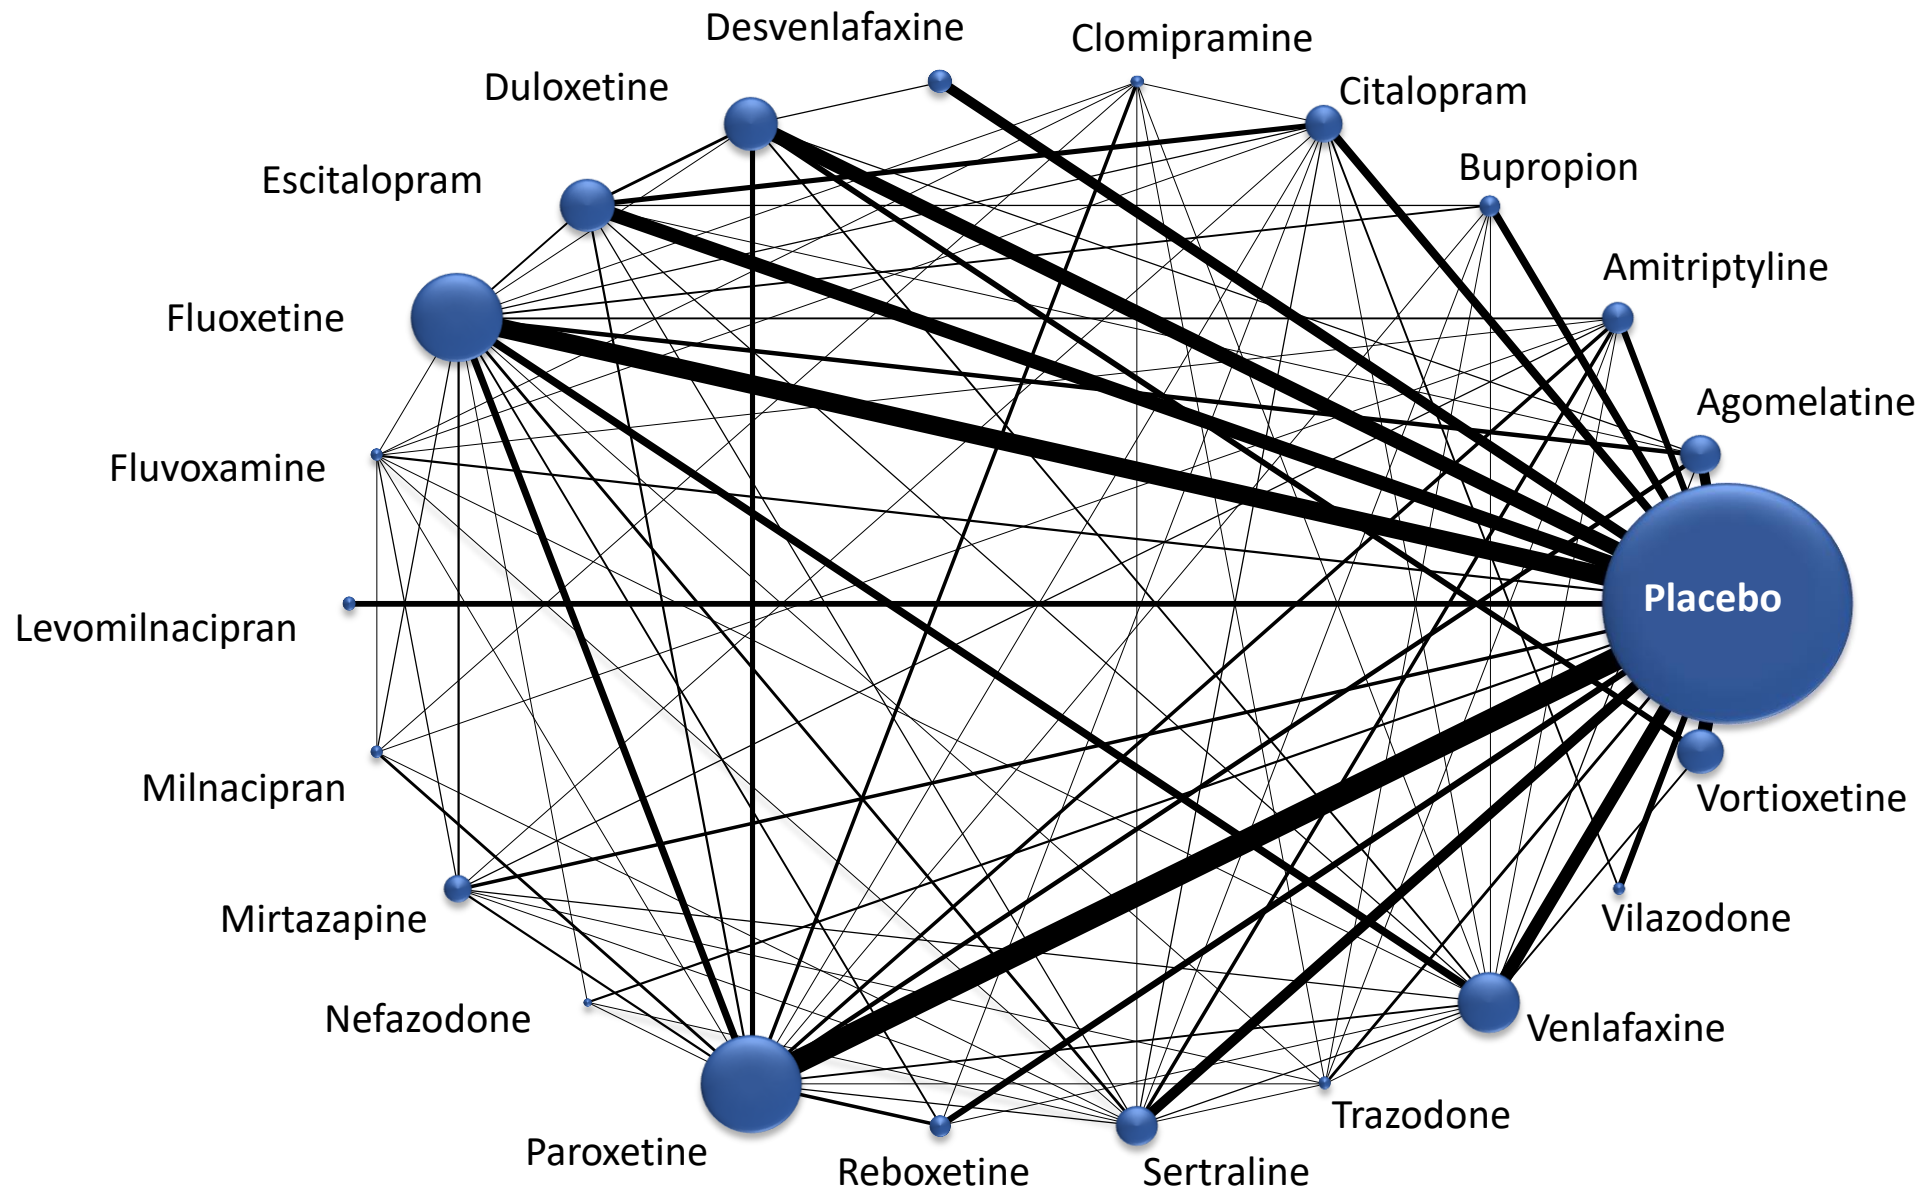 Desvenlafaxine
Clomipramine
Duloxetine
Citalopram
Escitalopram
Bupropion
Amitriptyline
Fluoxetine
Agomelatine
Fluvoxamine
Placebo
Levomilnacipran
Milnacipran
Vortioxetine
Mirtazapine
Vilazodone
Nefazodone
Venlafaxine
Trazodone
Paroxetine
Reboxetine
Sertraline